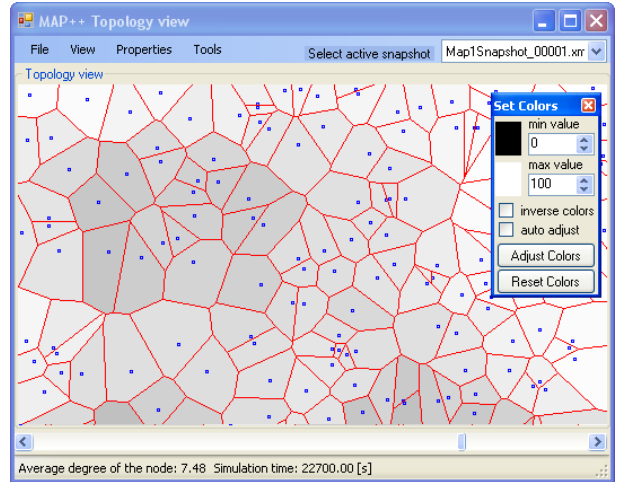 MAP++ Topology view
File View Properties Tools Select active snapshot Map1Snapshot_00001.xm
Topology view
Set Colors
min value
0
max value
100
inverse colors
auto adjust
Adjust Colors
Reset Colors
Average degree of the node: 7.48 Simulation time: 22700.00 [s]